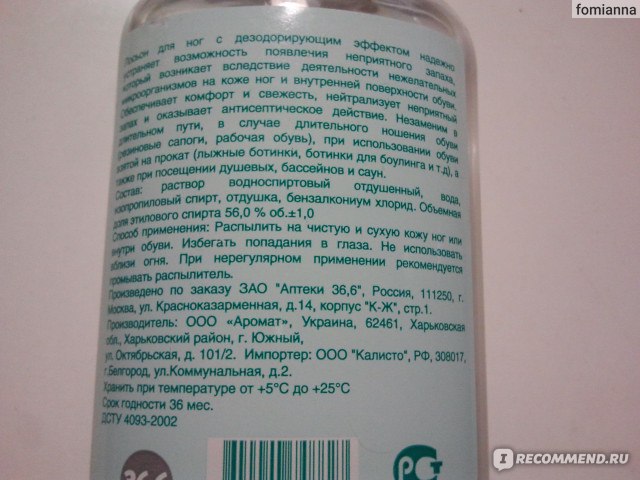 fomianna
Лосьон для ног с дезодорирующим эффектом надежно
устраняет возможность появления неприятного запаха,
который возникает вследствие деятельности нежелательных
микроорганизмов на коже ног и внутренней поверхности обуви.
Обеспечивает комфорт и свежесть, нейтрализует неприятный
запах и оказывает антисептическое действие. Незаменим в
длительном пути, в случае длительного ношения обуви
(резиновые сапоги, рабочая обувь), при использовании обуви
взятой на прокат (лыжные ботинки, ботинки для боулинга и т.д), а
также при посещении душевых, бассейнов и саун.
Состав: раствор водноспиртовый отдушенный, вода,
изопропиловый спирт, отдушка, бензалкониум хлорид. Объемная
доля этилового спирта 56,0 % об.±1,0
Способ применения: Распылить на чистую и сухую кожу ног или
внутри обуви. Избегать попадания в глаза. Не использовать
вблизи огня. При нерегулярном применении рекомендуется
промывать распылитель.
Произведено по заказу ЗАО "Аптеки 36,6", Россия, 111250, г.
Москва, ул. Красноказарменная, д.14, корпус "К-Ж", стр.1.
Производитель: ООО «Аромат», Украина, 62461, Харьковская
обл., Харьковский район, г. Южный,
ул. Октябрьская, д. 101/2. Импортер: ООО "Калисто", РФ, 308017,
г.Белгород, ул.Коммунальная, д.2.
Хранить при температуре от +5°С до +25°С
Срок годности 36 мес.
ДСТУ 4093-2002
36,6
РСТ
I RECOMMEND.RU